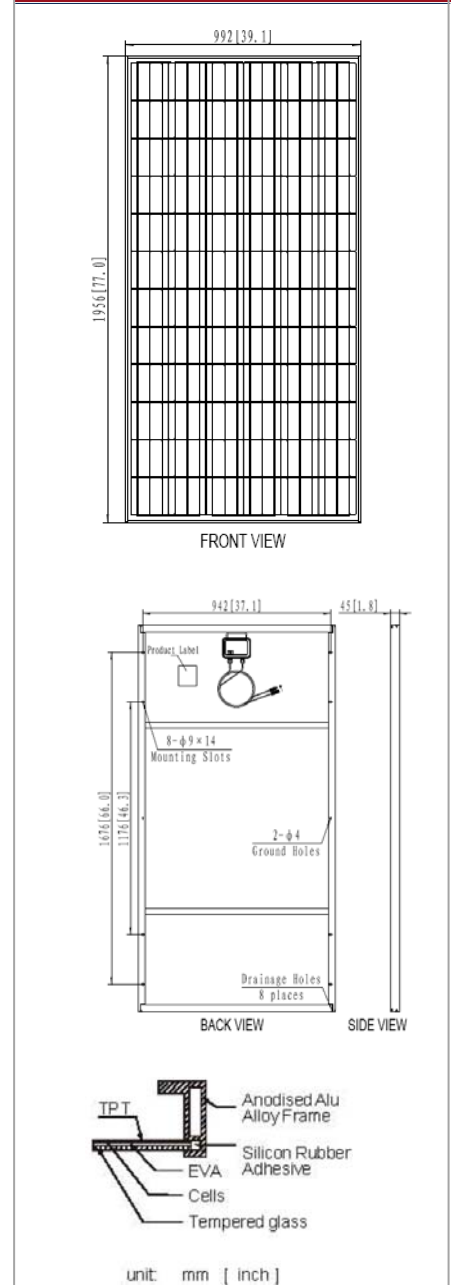 992[39.1]
1956[77.0]
FRONT VIEW
942[37.1]
45[1.8]
Product Label
8-ϕ9×14
Mounting Slots
1676[66.0]
1176[46.3]
2-ϕ4
Ground Holes
Drainage Holes
8 places
BACK VIEW
SIDE VIEW
TPT
Anodised Alu
Alloy Frame
Silicon Rubber
Adhesive
EVA
Cells
Tempered glass
unit: mm [ inch ]